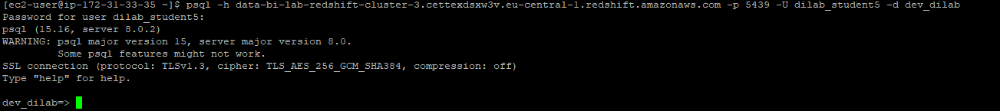 [ec2-user@ip-172-31-33-35 ~]$ psql -h data-bi-lab-redshift-cluster-3.cettexdsxw3v.eu-central-1.redshift.amazonaws.com -p 5439 -U dilab_student5 -d dev_dilab
Password for user dilab_student5:
psql (15.16, server 8.0.2)
WARNING: psql major version 15, server major version 8.0.
         Some psql features might not work.
SSL connection (protocol: TLSv1.3, cipher: TLS_AES_256_GCM_SHA384, compression: off)
Type "help" for help.
dev_dilab=>